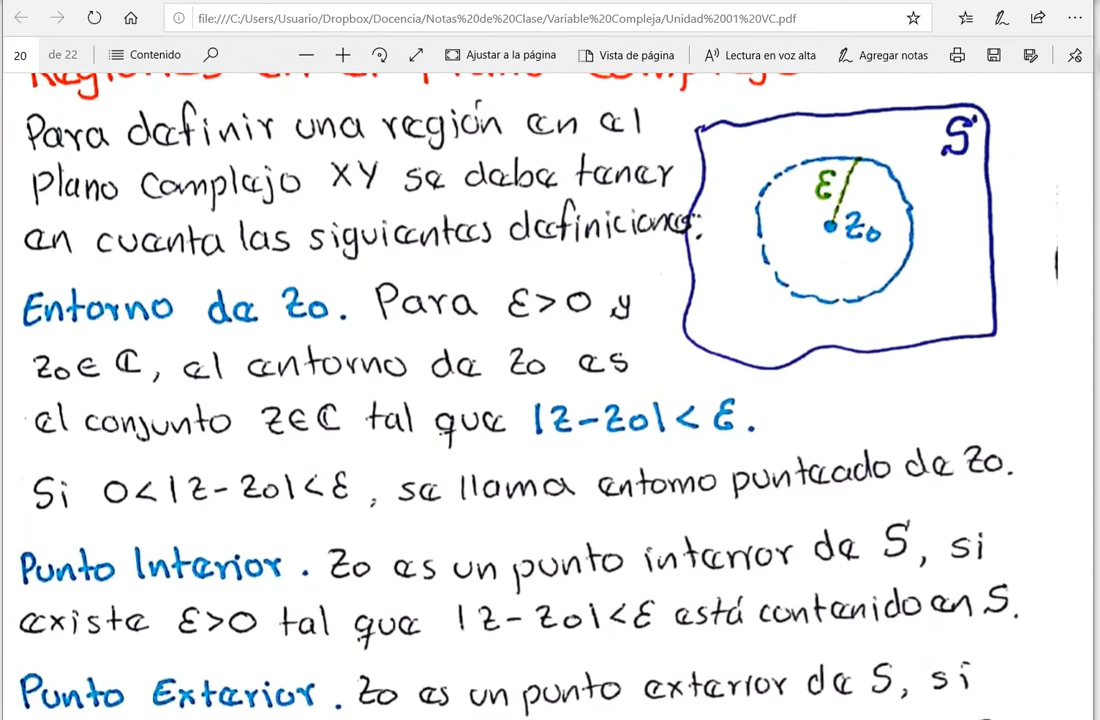 file:///C:/Users/Usuario/Dropbox/Docencia/Notas%20de%20Clase/Variable%20Compleja/Unidad%2001%20VC.pdf
20 de 22 Contenido Ajustar a la página Vista de página Lectura en voz alta Agregar notas
Regiones en el plano complejo
Para definir una región en el
plano complejo XY se debe tener
en cuenta las siguientes definiciones:
S
ε
z0
Entorno de z0. Para ε>0 y
z0∈ℂ, el entorno de z0 es
el conjunto z∈ℂ tal que |z-z0|<ε.
Si 0<|z-z0|<ε, se llama entorno punteado de z0.
Punto Interior. z0 es un punto interior de S, si
existe ε>0 tal que |z-z0|<ε está contenido en S.
Punto Exterior. z0 es un punto exterior de S, si